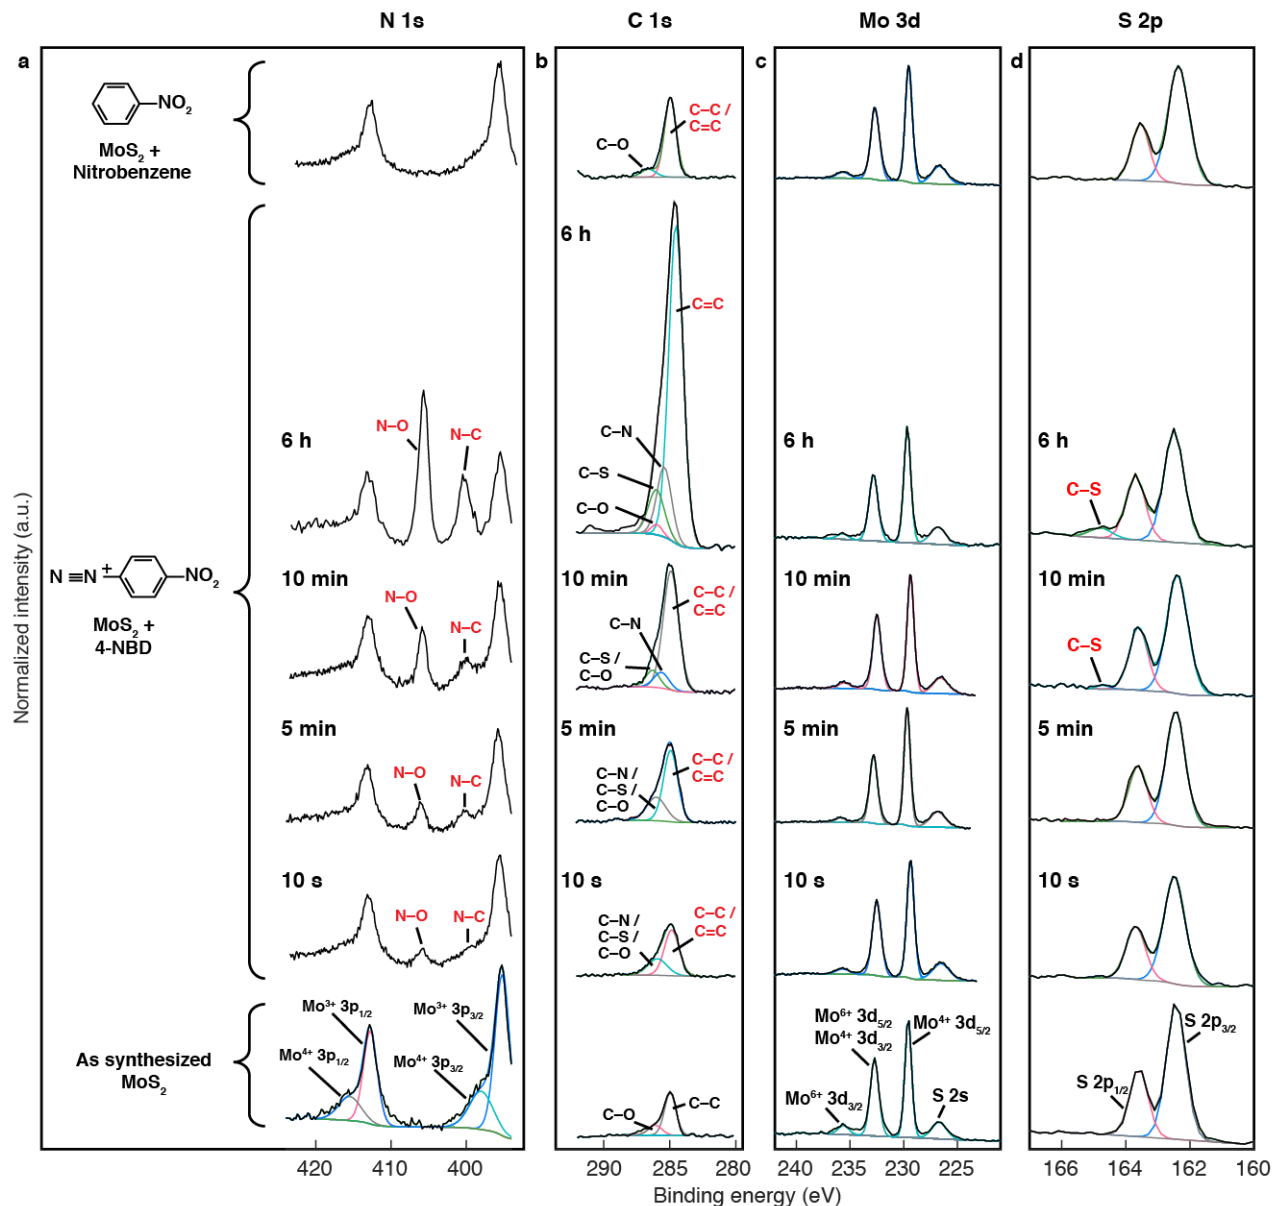 N 1s
C 1s
Mo 3d
S 2p
a
b
c
d
Normalized intensity (a.u.)
NO2
MoS2 +
Nitrobenzene
N≡N+
NO2
MoS2 +
4-NBD
As synthesized
MoS2
6 h
N–O
N–C
10 min
N–O
N–C
5 min
N–O
N–C
10 s
N–O
N–C
Mo3+ 3p1/2
Mo3+ 3p3/2
Mo4+ 3p1/2
Mo4+ 3p3/2
420
410
400
C–C /
C=C
C–O
6 h
C=C
C–N
C–S
C–O
10 min
C–C /
C=C
C–N
C–S /
C–O
5 min
C–C /
C=C
C–N /
C–S /
C–O
10 s
C–C /
C=C
C–N /
C–S /
C–O
C–O
C–C
290
285
280
6 h
10 min
5 min
10 s
Mo6+ 3d5/2
Mo4+ 3d3/2
Mo4+ 3d5/2
Mo6+ 3d3/2
S 2s
240
235
230
225
6 h
C–S
10 min
C–S
5 min
10 s
S 2p3/2
S 2p1/2
166
164
162
160
Binding energy (eV)